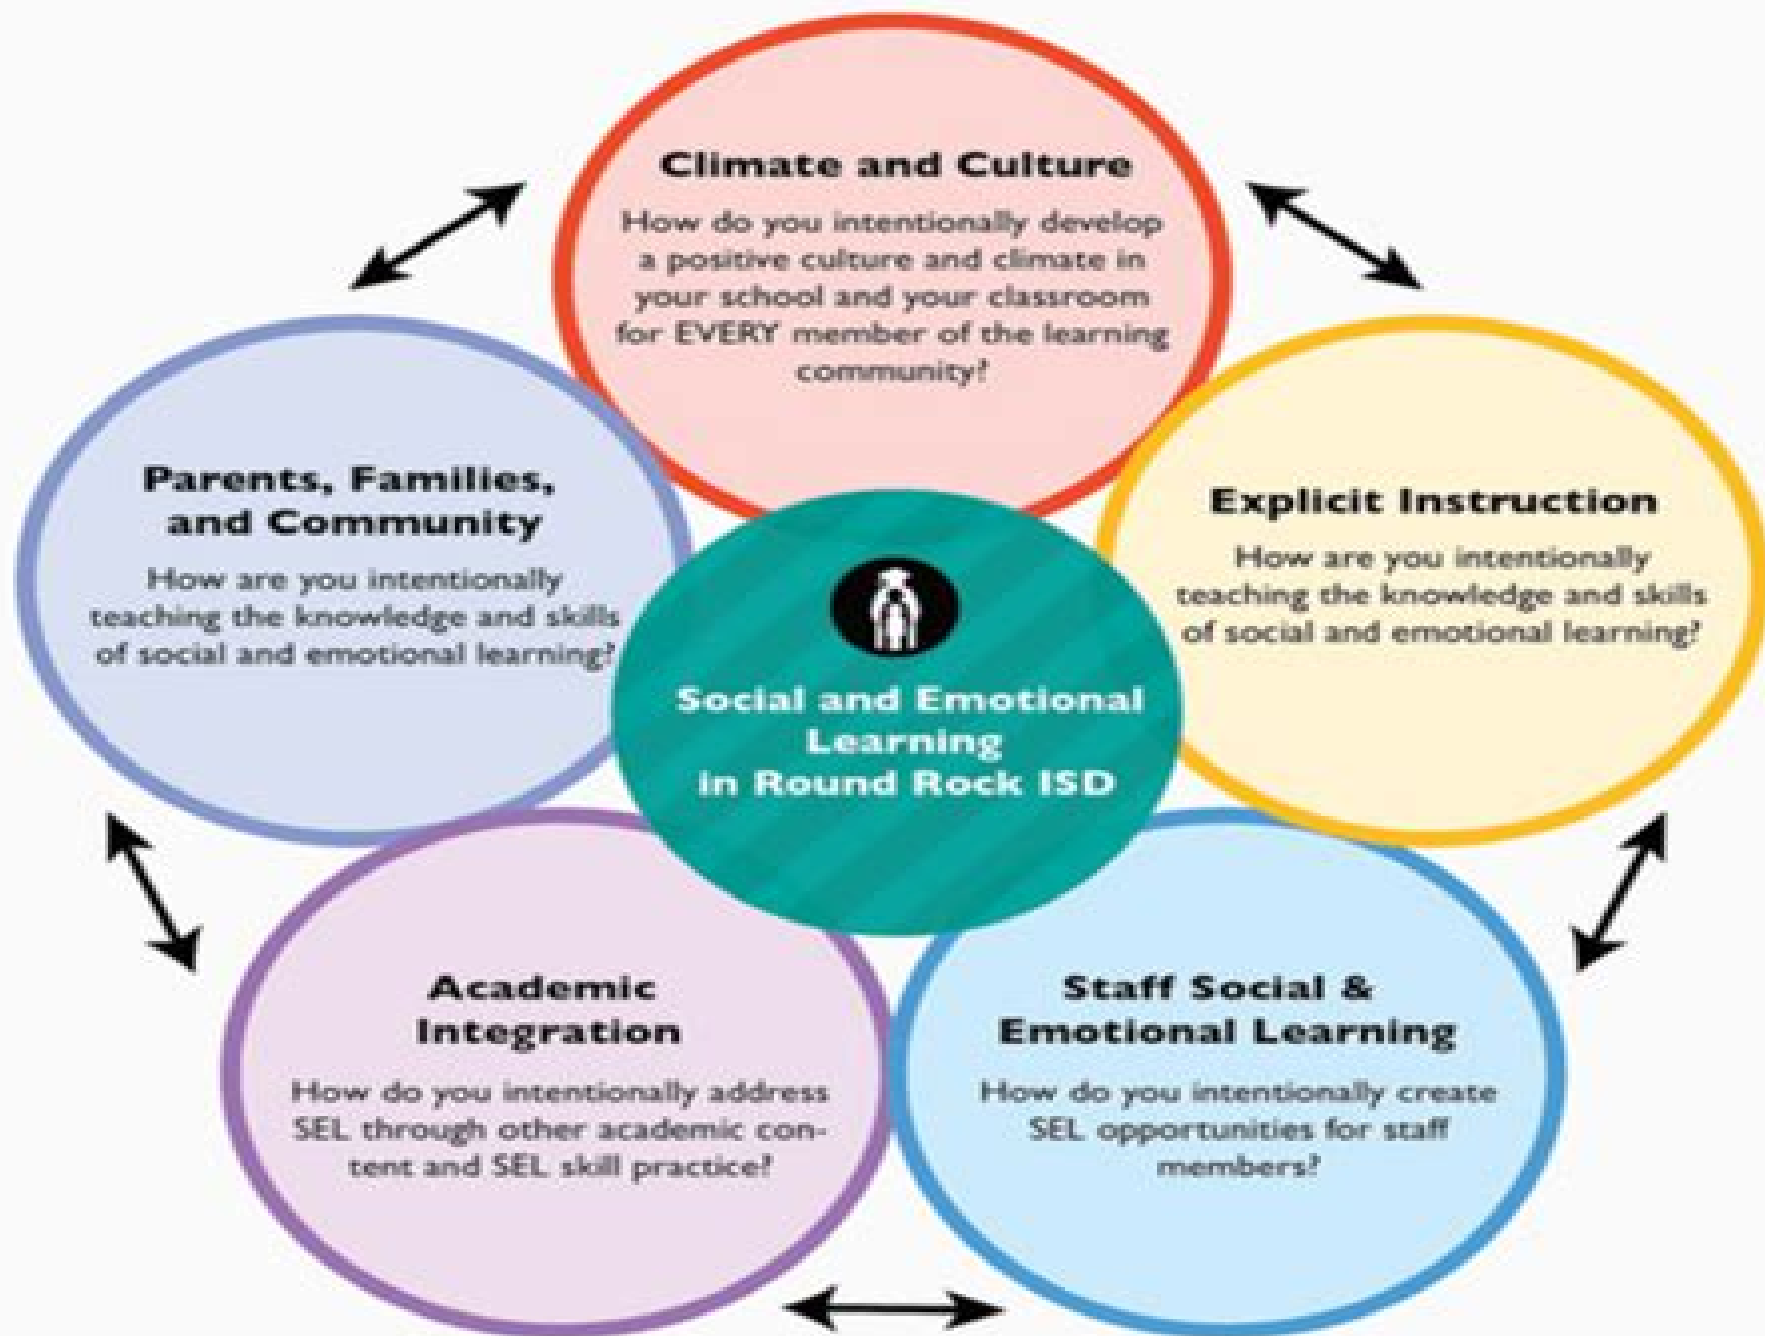 Climate and Culture
How do you intentionally develop
a positive culture and climate in
your school and your classroom
for EVERY member of the learning
community?
Parents, Families,
and Community
How are you intentionally
teaching the knowledge and skills
of social and emotional learning?
Explicit Instruction
How are you intentionally
teaching the knowledge and skills
of social and emotional learning?
Social and Emotional
Learning
in Round Rock ISD
Academic
Integration
How do you intentionally address
SEL through other academic con-
tent and SEL skill practice?
Staff Social &
Emotional Learning
How do you intentionally create
SEL opportunities for staff
members?